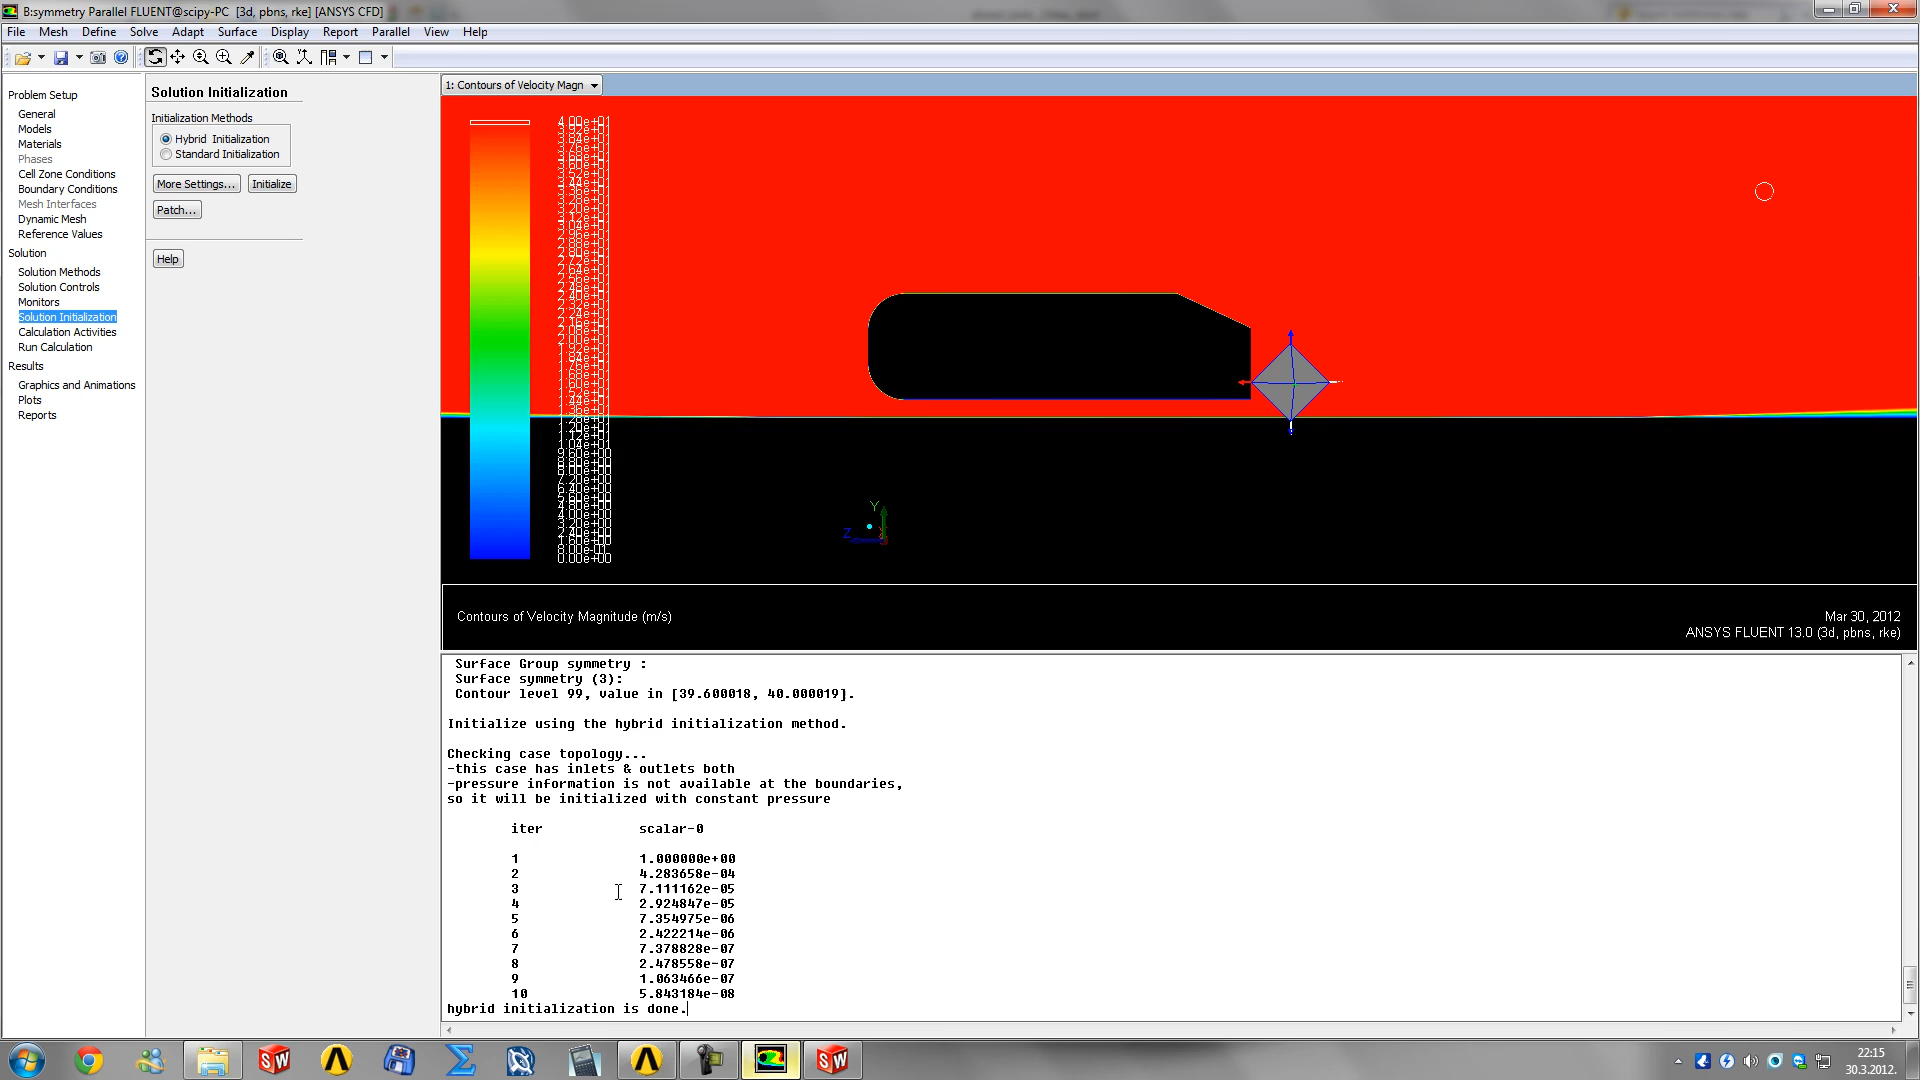 B:symmetry Parallel FLUENT@scipy-PC [3d, pbns, rke] [ANSYS CFD]
File Mesh Define Solve Adapt Surface Display Report Parallel View Help
Problem Setup
General
Models
Materials
Phases
Cell Zone Conditions
Boundary Conditions
Mesh Interfaces
Dynamic Mesh
Reference Values
Solution
Solution Methods
Solution Controls
Monitors
Solution Initialization
Calculation Activities
Run Calculation
Results
Graphics and Animations
Plots
Reports
Solution Initialization
Initialization Methods
Hybrid Initialization
Standard Initialization
More Settings... Initialize
Patch...
Help
1: Contours of Velocity Magn
4.00e+01
8.00e-01
0.00e+00
Y
Z
Contours of Velocity Magnitude (m/s)
Mar 30, 2012
ANSYS FLUENT 13.0 (3d, pbns, rke)
Surface Group symmetry :
Surface symmetry (3):
Contour level 99, value in [39.600018, 40.000019].
Initialize using the hybrid initialization method.
Checking case topology...
-this case has inlets & outlets both
-pressure information is not available at the boundaries,
so it will be initialized with constant pressure
iter scalar-0
1 1.000000e+00
2 4.283658e-04
3 7.111162e-05
4 2.924847e-05
5 7.354975e-06
6 2.422214e-06
7 7.378828e-07
8 2.478558e-07
9 1.063466e-07
10 5.843184e-08
hybrid initialization is done.
22:15
30.3.2012.